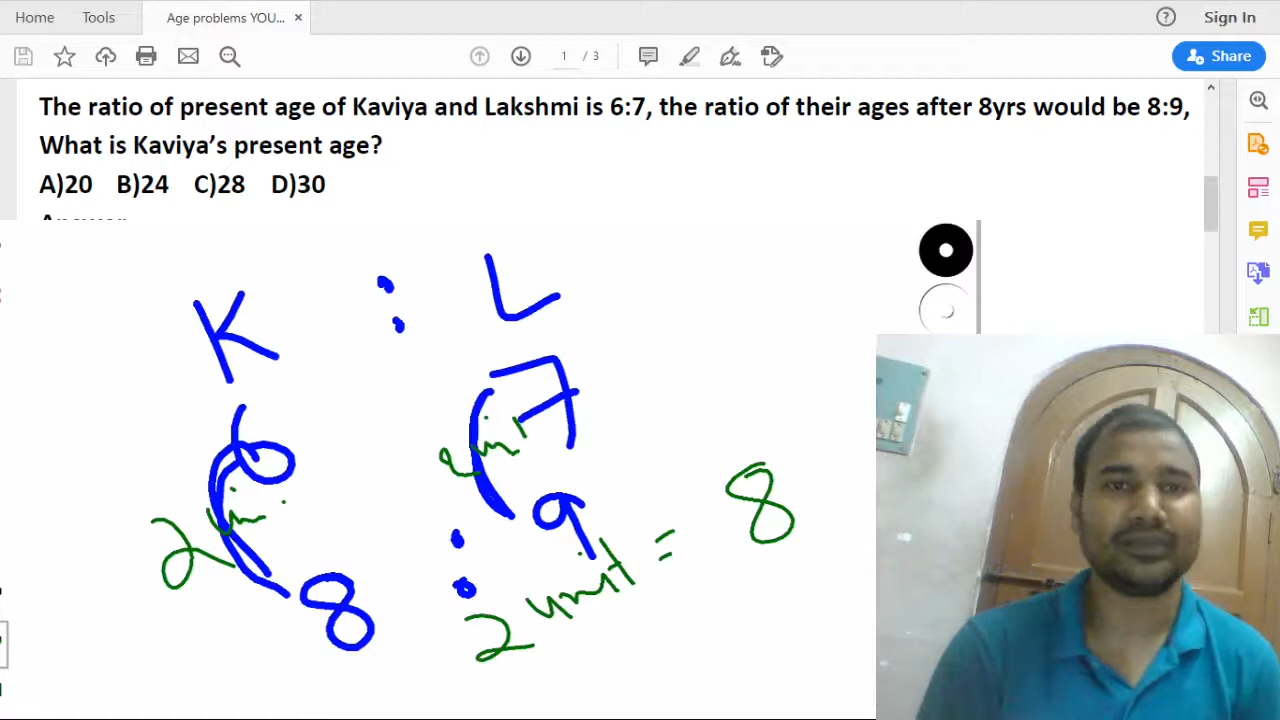 Home Tools Age problems YOU... × Sign In
1 / 3 Share
The ratio of present age of Kaviya and Lakshmi is 6:7, the ratio of their ages after 8yrs would be 8:9,
What is Kaviya’s present age?
A)20 B)24 C)28 D)30
K : L
6 7
8 : 9
2 unit = 8